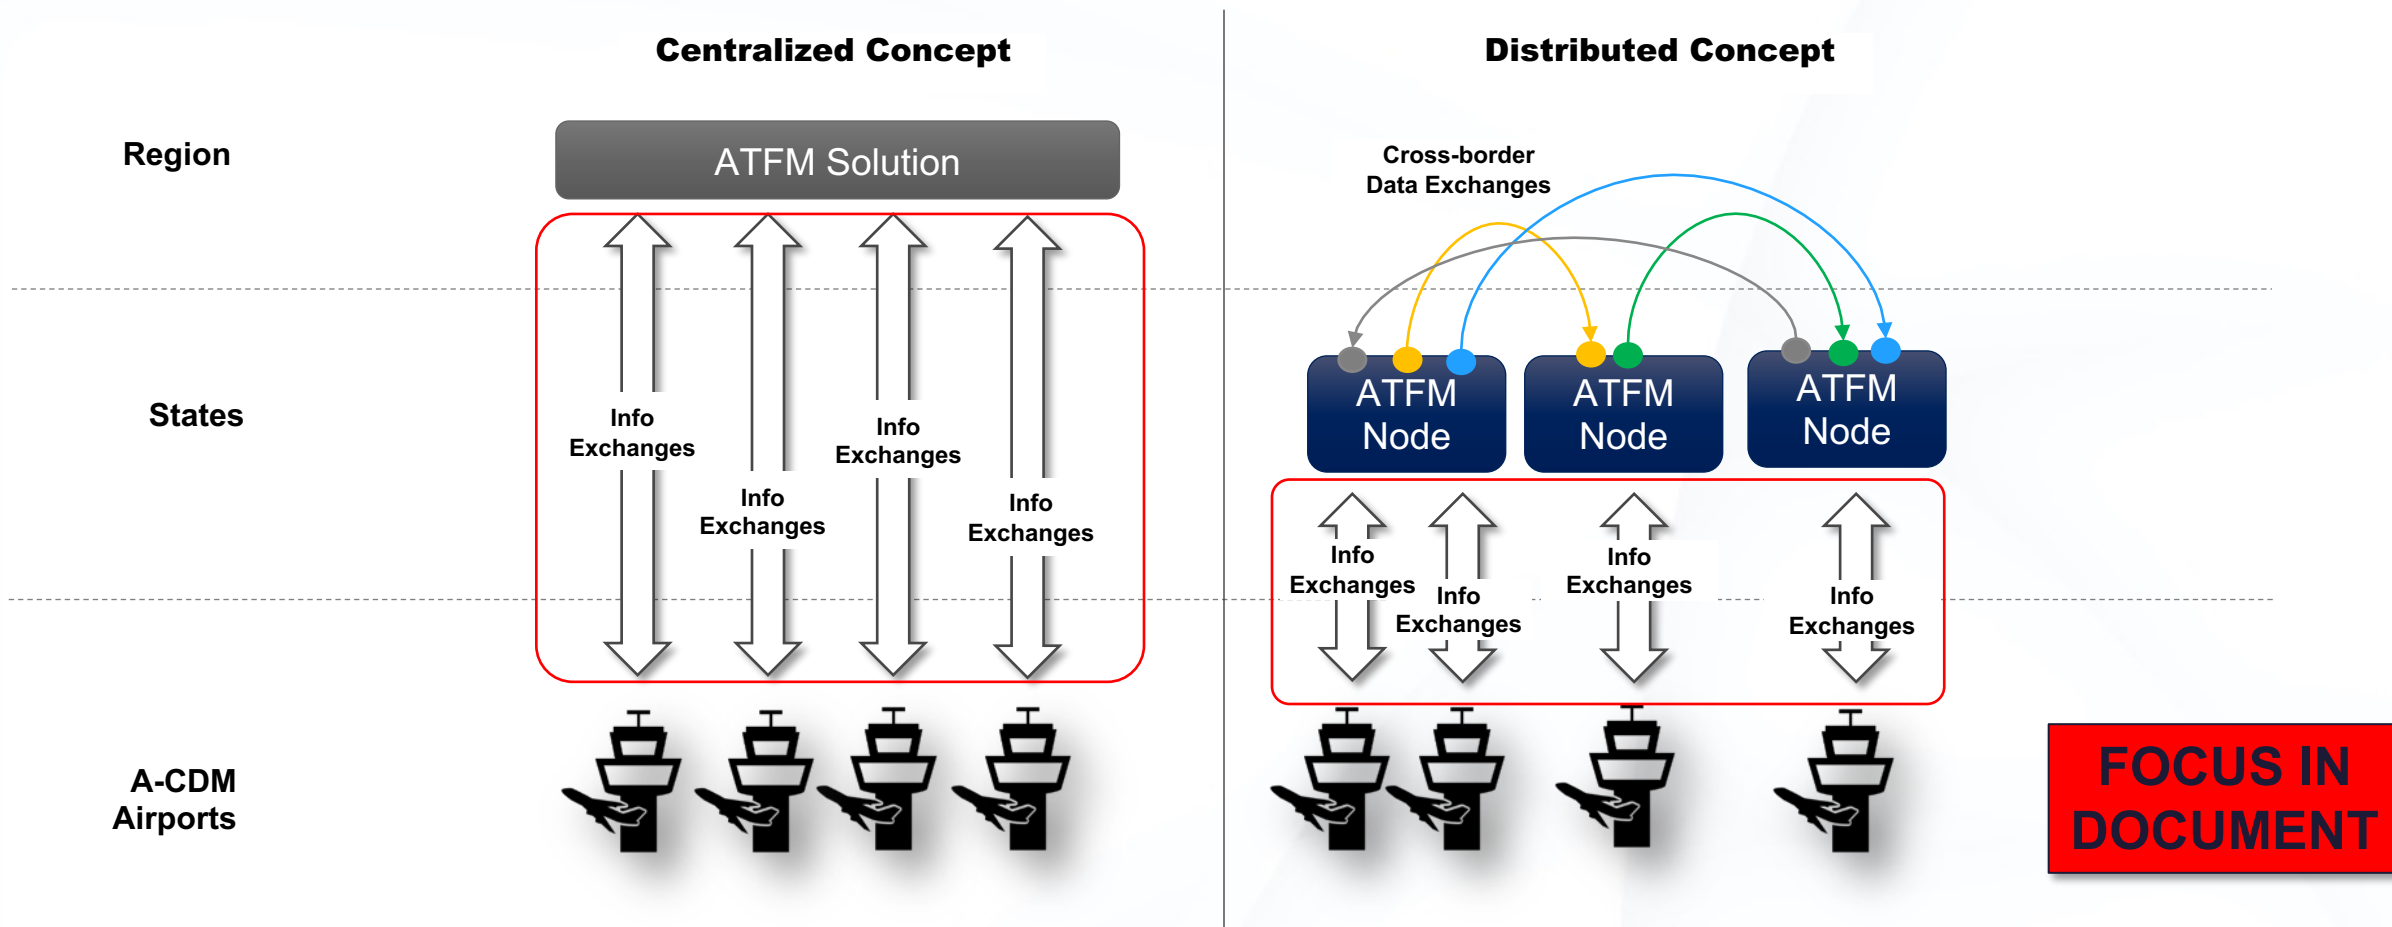 Centralized Concept
Distributed Concept
Region
ATFM Solution
Cross-border
Data Exchanges
States
Info
Exchanges
Info
Exchanges
Info
Exchanges
Info
Exchanges
ATFM
Node
ATFM
Node
ATFM
Node
Info
Exchanges
Info
Exchanges
Info
Exchanges
Info
Exchanges
A-CDM
Airports
FOCUS IN
DOCUMENT